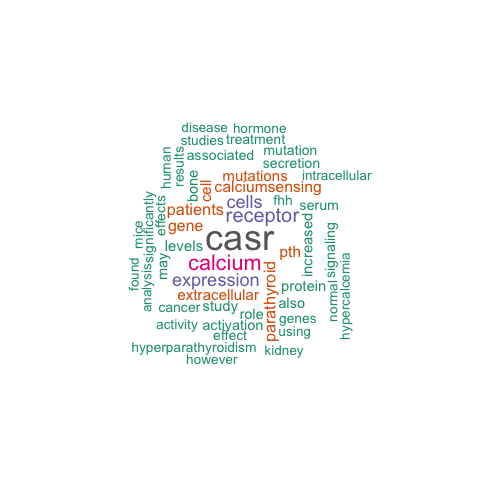 disease hormone
studies treatment
results associated mutation
human secretion
bone mutations intracellular
cell calciumsensing
significantly effects patients cells fhh serum
gene receptor
mice may levels casr pth increased signaling
found calcium
analysis expression parathyroid protein normal hypercalcemia
extracellular also
cancer study role genes
activity activation using
effect
hyperparathyroidism kidney
however